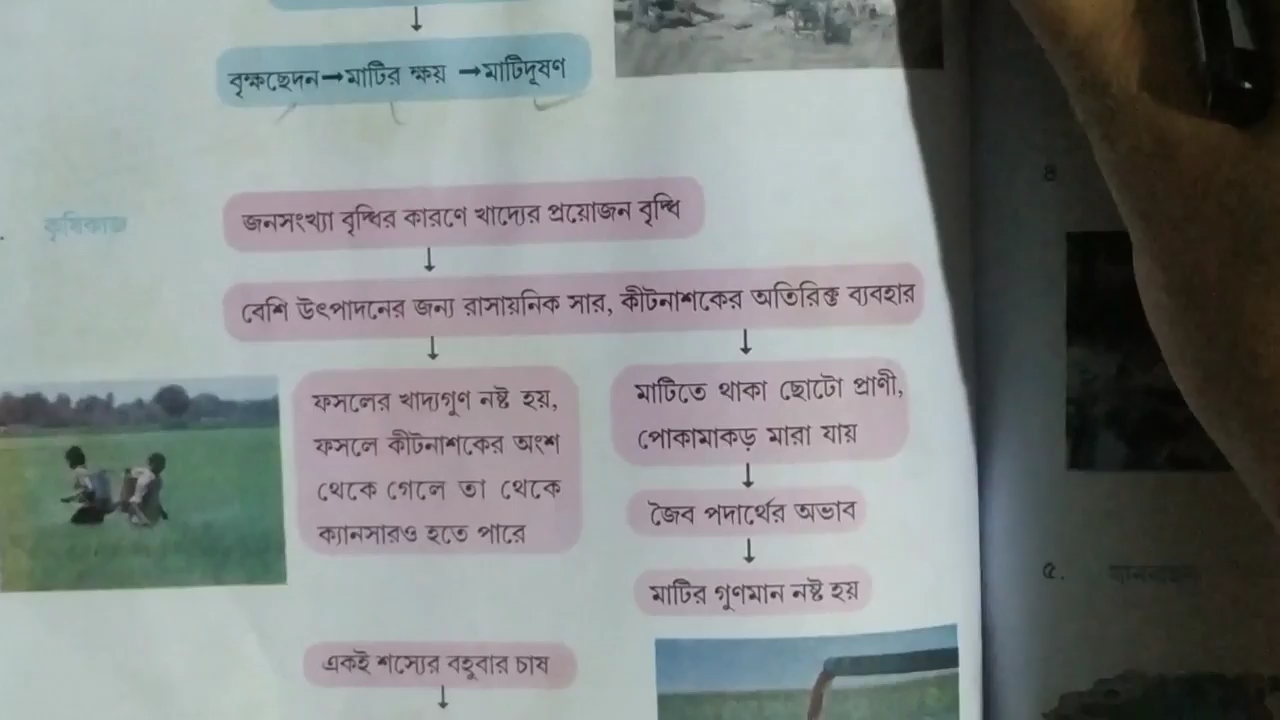 বৃক্ষছেদন→মাটির ক্ষয় →মাটিদূষণ
কৃষিকাজ
জনসংখ্যা বৃদ্ধির কারণে খাদ্যের প্রয়োজন বৃদ্ধি
↓
বেশি উৎপাদনের জন্য রাসায়নিক সার, কীটনাশকের অতিরিক্ত ব্যবহার
↓ ↓
ফসলের খাদ্যগুণ নষ্ট হয়,
ফসলে কীটনাশকের অংশ
থেকে গেলে তা থেকে
ক্যানসারও হতে পারে
মাটিতে থাকা ছোটো প্রাণী,
পোকামাকড় মারা যায়
↓
জৈব পদার্থের অভাব
↓
মাটির গুণমান নষ্ট হয়
একই শস্যের বহুবার চাষ
↓
৪
৫.